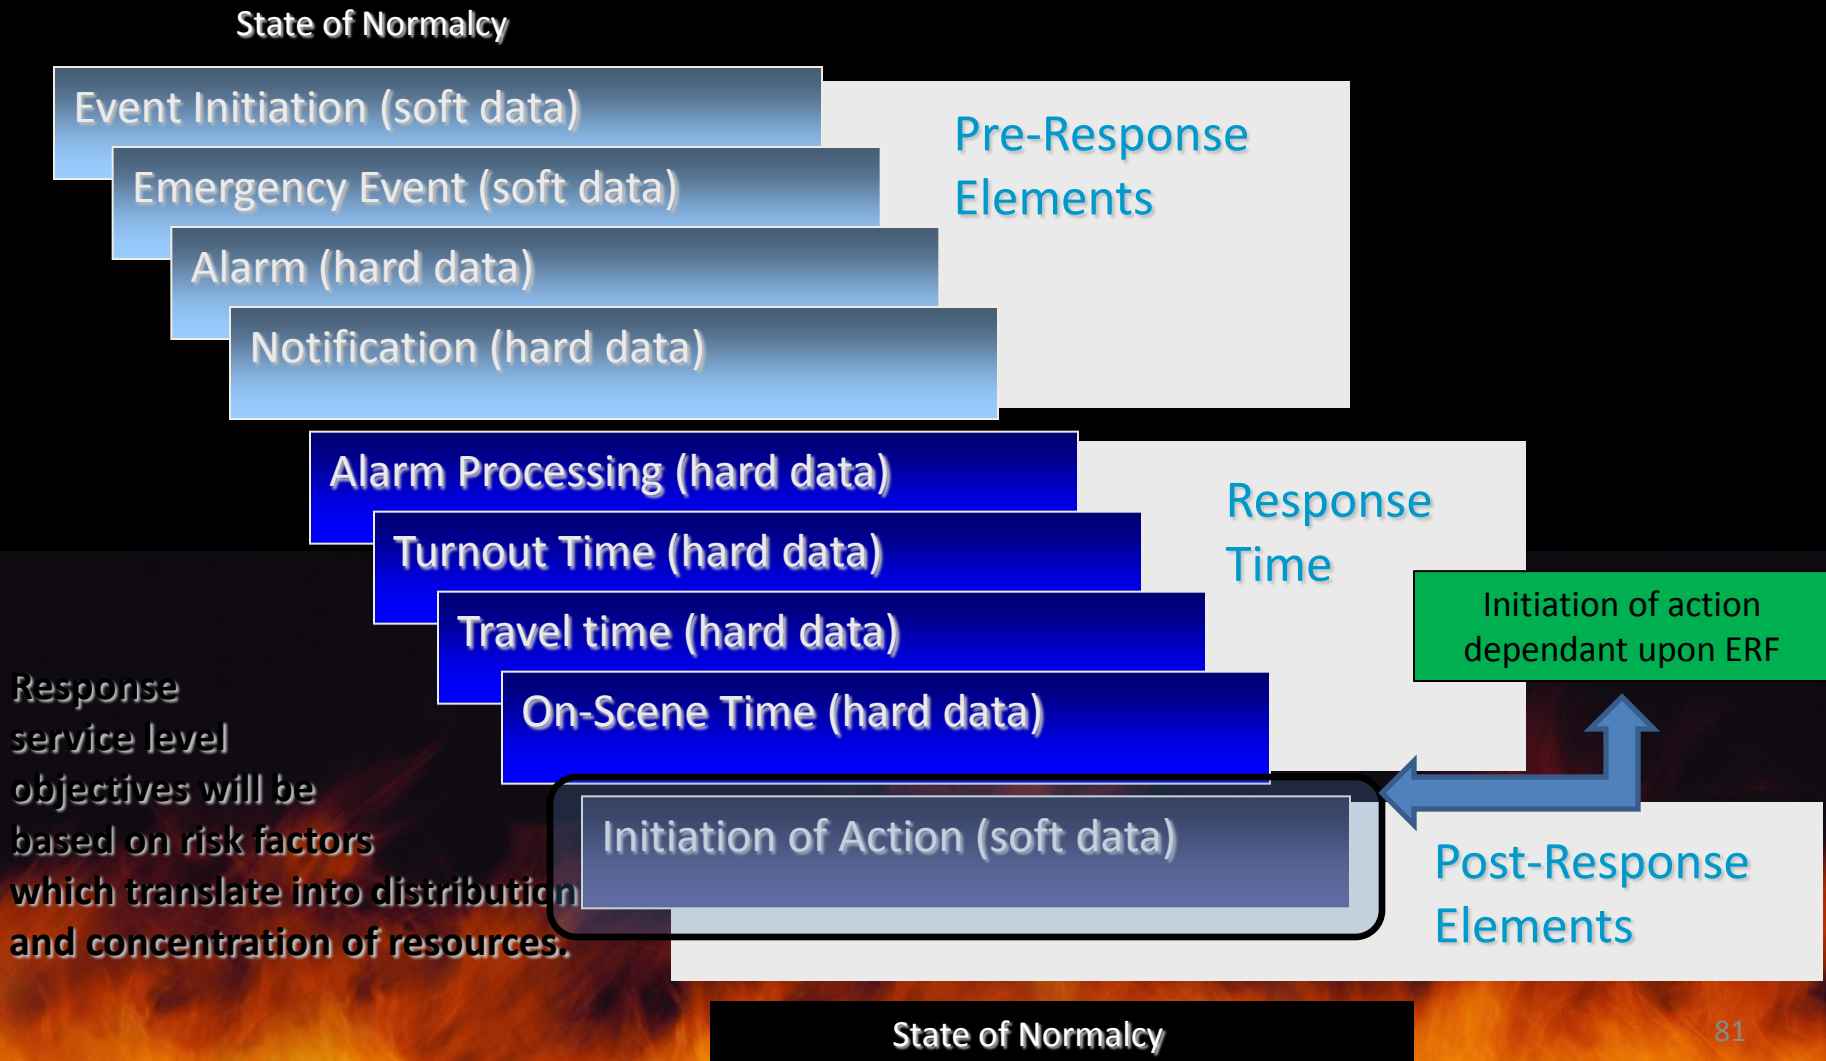 State of Normalcy
Event Initiation (soft data)
Emergency Event (soft data)
Alarm (hard data)
Notification (hard data)
Pre-Response
Elements
Alarm Processing (hard data)
Turnout Time (hard data)
Travel time (hard data)
On-Scene Time (hard data)
Response
Time
Initiation of action
dependant upon ERF
Response
service level
objectives will be
based on risk factors
which translate into distribution
and concentration of resources.
Initiation of Action (soft data)
Post-Response
Elements
State of Normalcy
81